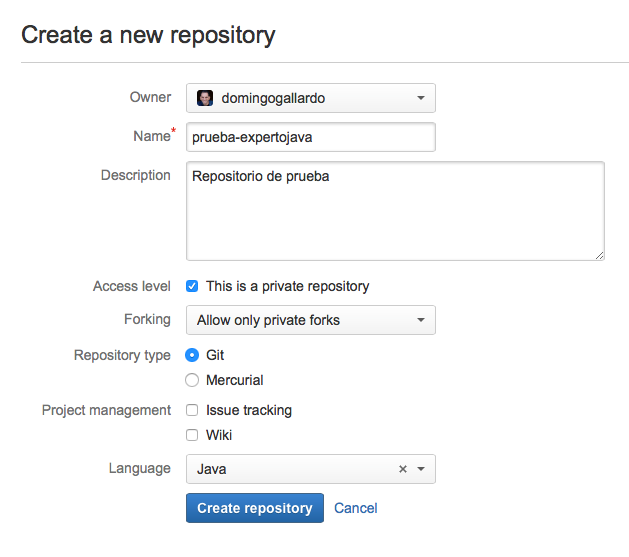 Create a new repository
Owner domingogallardo
Name* prueba-expertojava
Description Repositorio de prueba
Access level This is a private repository
Forking Allow only private forks
Repository type Git
Mercurial
Project management Issue tracking
Wiki
Language Java
Create repository Cancel